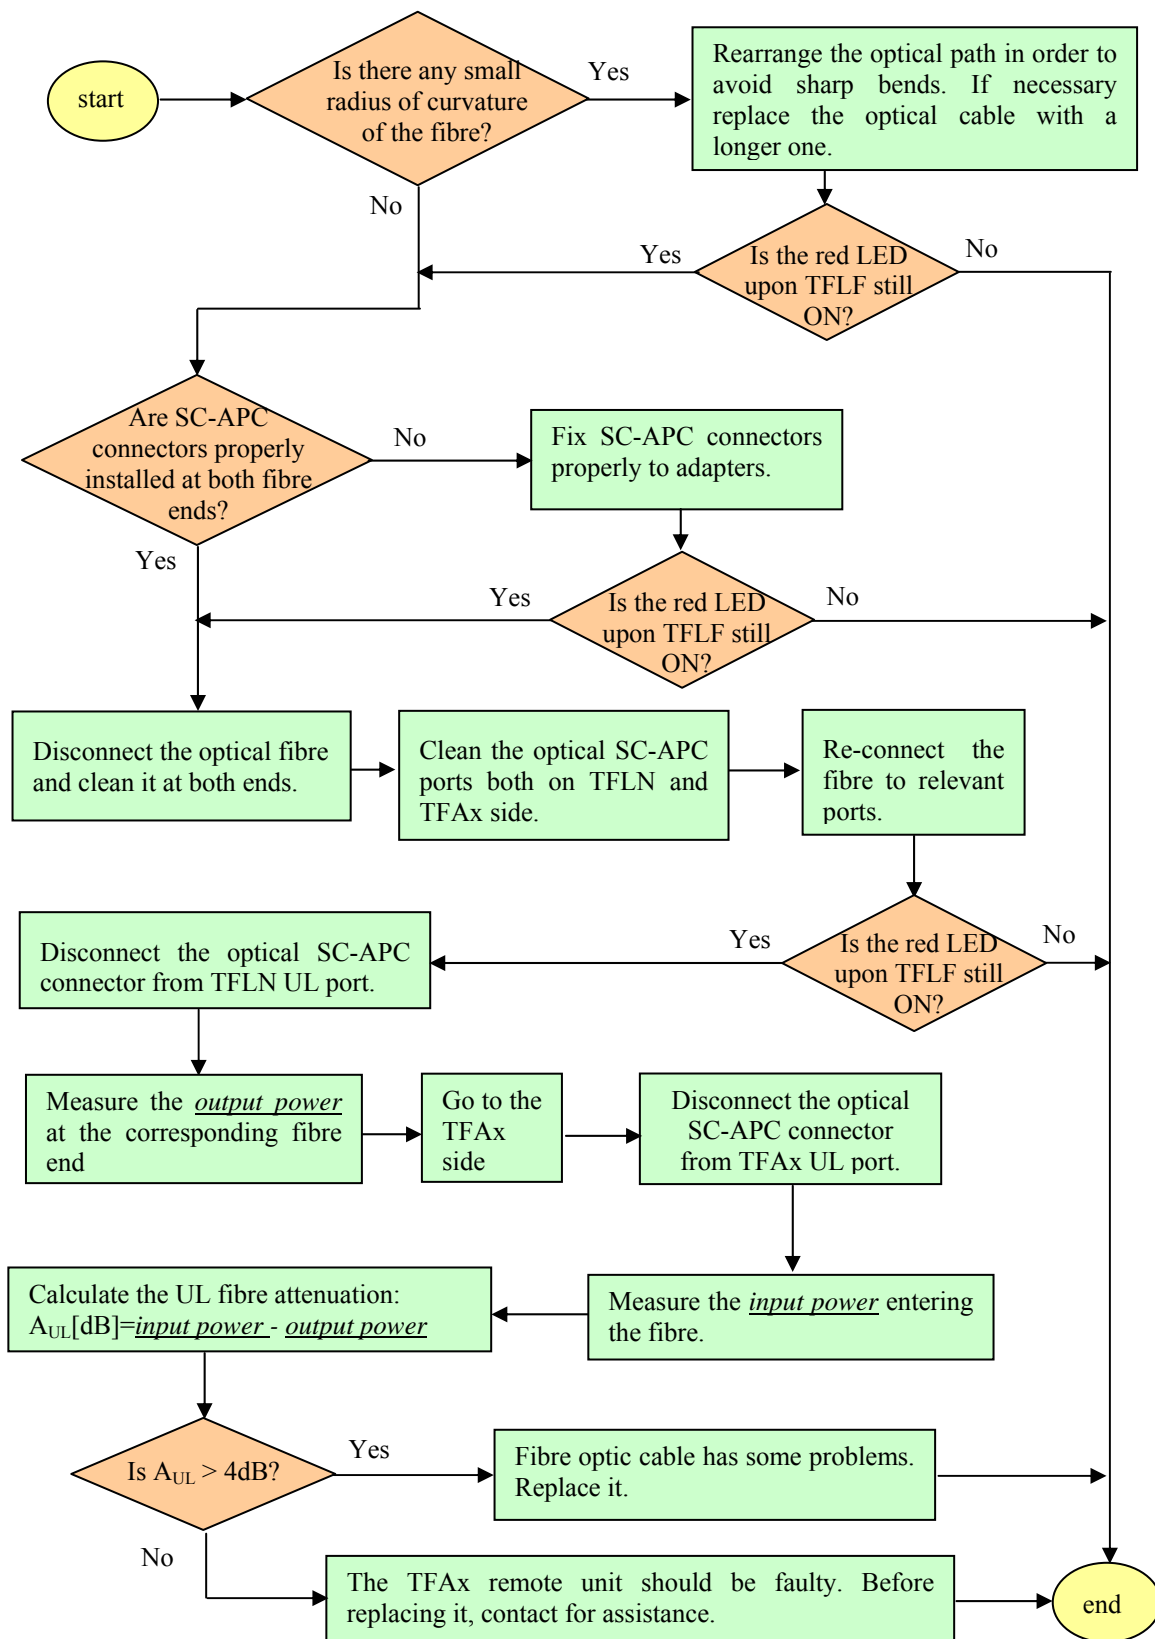 start
Is there any small
radius of curvature
of the fibre?
Yes
Rearrange the optical path in order to
avoid sharp bends. If necessary
replace the optical cable with a
longer one.
No
Yes
Is the red LED
upon TFLF still
ON?
No
Are SC-APC
connectors properly
installed at both fibre
ends?
No
Fix SC-APC connectors
properly to adapters.
Yes
Yes
Is the red LED
upon TFLF still
ON?
No
Disconnect the optical fibre
and clean it at both ends.
Clean the optical SC-APC
ports both on TFLN and
TFAx side.
Re-connect the
fibre to relevant
ports.
Disconnect the optical SC-APC
connector from TFLN UL port.
Yes
Is the red LED
upon TFLF still
ON?
No
Measure the output power
at the corresponding fibre
end
Go to the
TFAx
side
Disconnect the optical
SC-APC connector
from TFAx UL port.
Calculate the UL fibre attenuation:
AUL[dB]=input power - output power
Measure the input power entering
the fibre.
Is AUL > 4dB?
Yes
Fibre optic cable has some problems.
Replace it.
No
The TFAx remote unit should be faulty. Before
replacing it, contact for assistance.
end